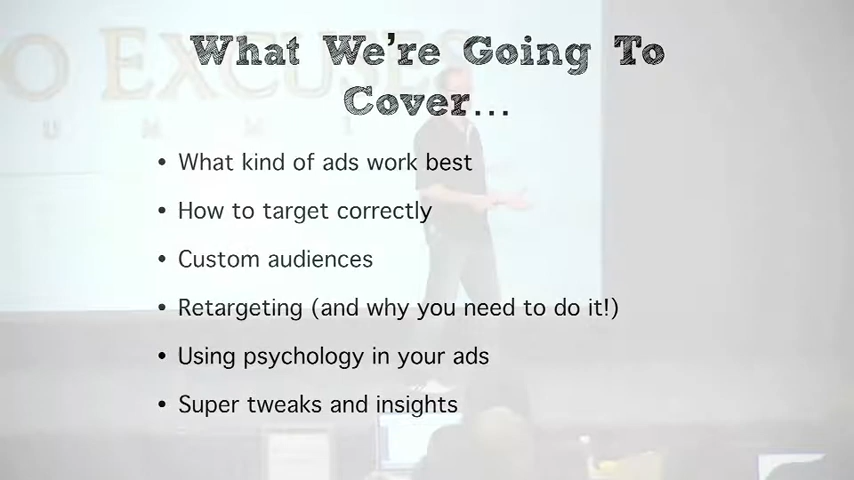 What We're Going To
Cover...
• What kind of ads work best
• How to target correctly
• Custom audiences
• Retargeting (and why you need to do it!)
• Using psychology in your ads
• Super tweaks and insights
O EXCUSES
U M M I